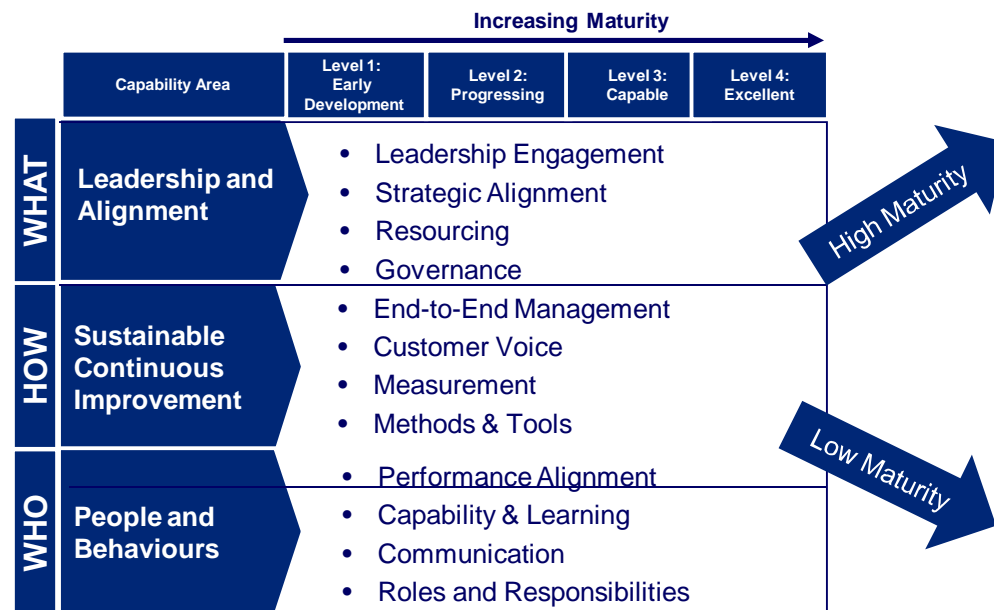 Increasing Maturity
Capability Area
Level 1:
Early
Development
Level 2:
Progressing
Level 3:
Capable
Level 4:
Excellent
WHAT
Leadership and
Alignment
• Leadership Engagement
• Strategic Alignment
• Resourcing
• Governance
High Maturity
HOW
Sustainable
Continuous
Improvement
• End-to-End Management
• Customer Voice
• Measurement
• Methods & Tools
Low Maturity
WHO
People and
Behaviours
• Performance Alignment
• Capability & Learning
• Communication
• Roles and Responsibilities